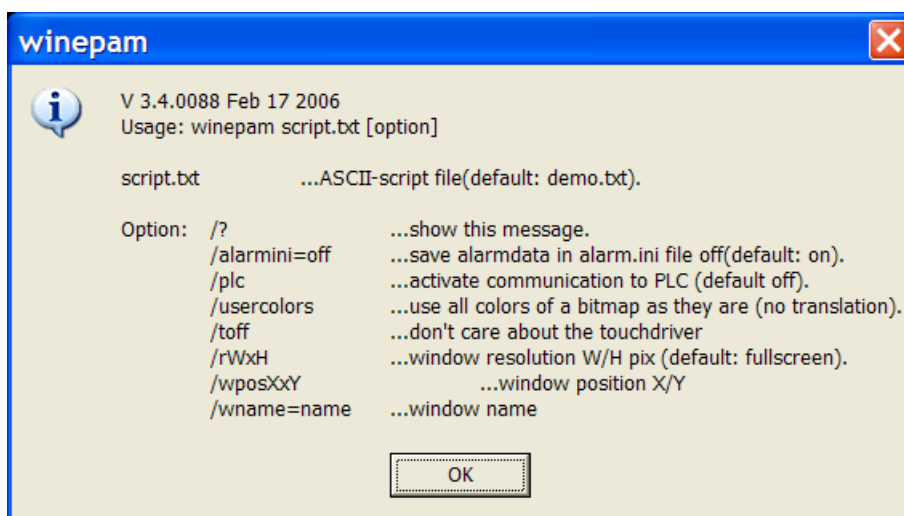 winepam
V 3.4.0088 Feb 17 2006
Usage: winepam script.txt [option]
script.txt ...ASCII-script file(default: demo.txt).
Option: /? ...show this message.
/alarmini=off ...save alarmdata in alarm.ini file off(default: on).
/plc ...activate communication to PLC (default off).
/usercolors ...use all colors of a bitmap as they are (no translation).
/toff ...don't care about the touchdriver
/rWxH ...window resolution W/H pix (default: fullscreen).
/wposXxY ...window position X/Y
/wname=name ...window name
OK